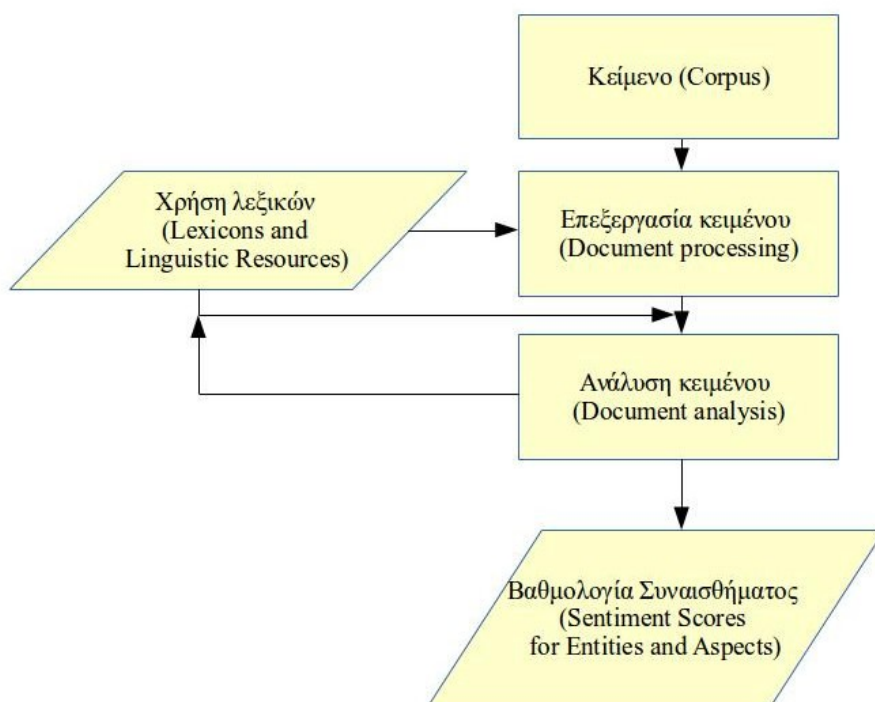 Κείμενο (Corpus)
Χρήση λεξικών
(Lexicons and
Linguistic Resources)
Επεξεργασία κειμένου
(Document processing)
Ανάλυση κειμένου
(Document analysis)
Βαθμολογία Συναισθήματος
(Sentiment Scores
for Entities and Aspects)